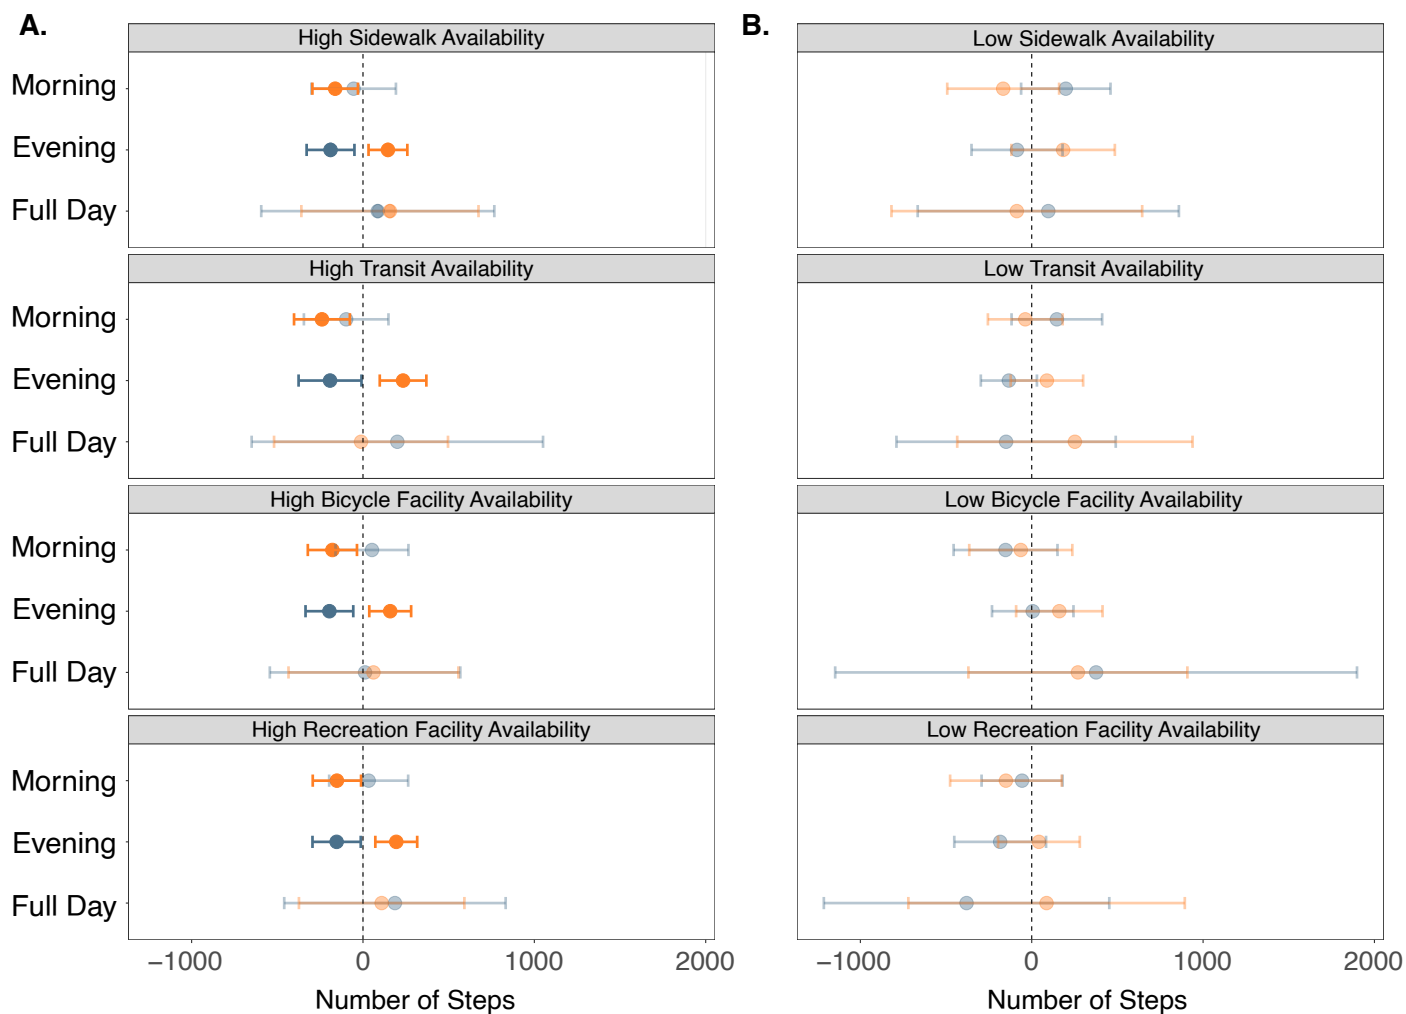 A.
B.
High Sidewalk Availability
Low Sidewalk Availability
Morning
Evening
Full Day
High Transit Availability
Low Transit Availability
Morning
Evening
Full Day
High Bicycle Facility Availability
Low Bicycle Facility Availability
Morning
Evening
Full Day
High Recreation Facility Availability
Low Recreation Facility Availability
Morning
Evening
Full Day
−1000 0 1000 2000
−1000 0 1000 2000
Number of Steps
Number of Steps